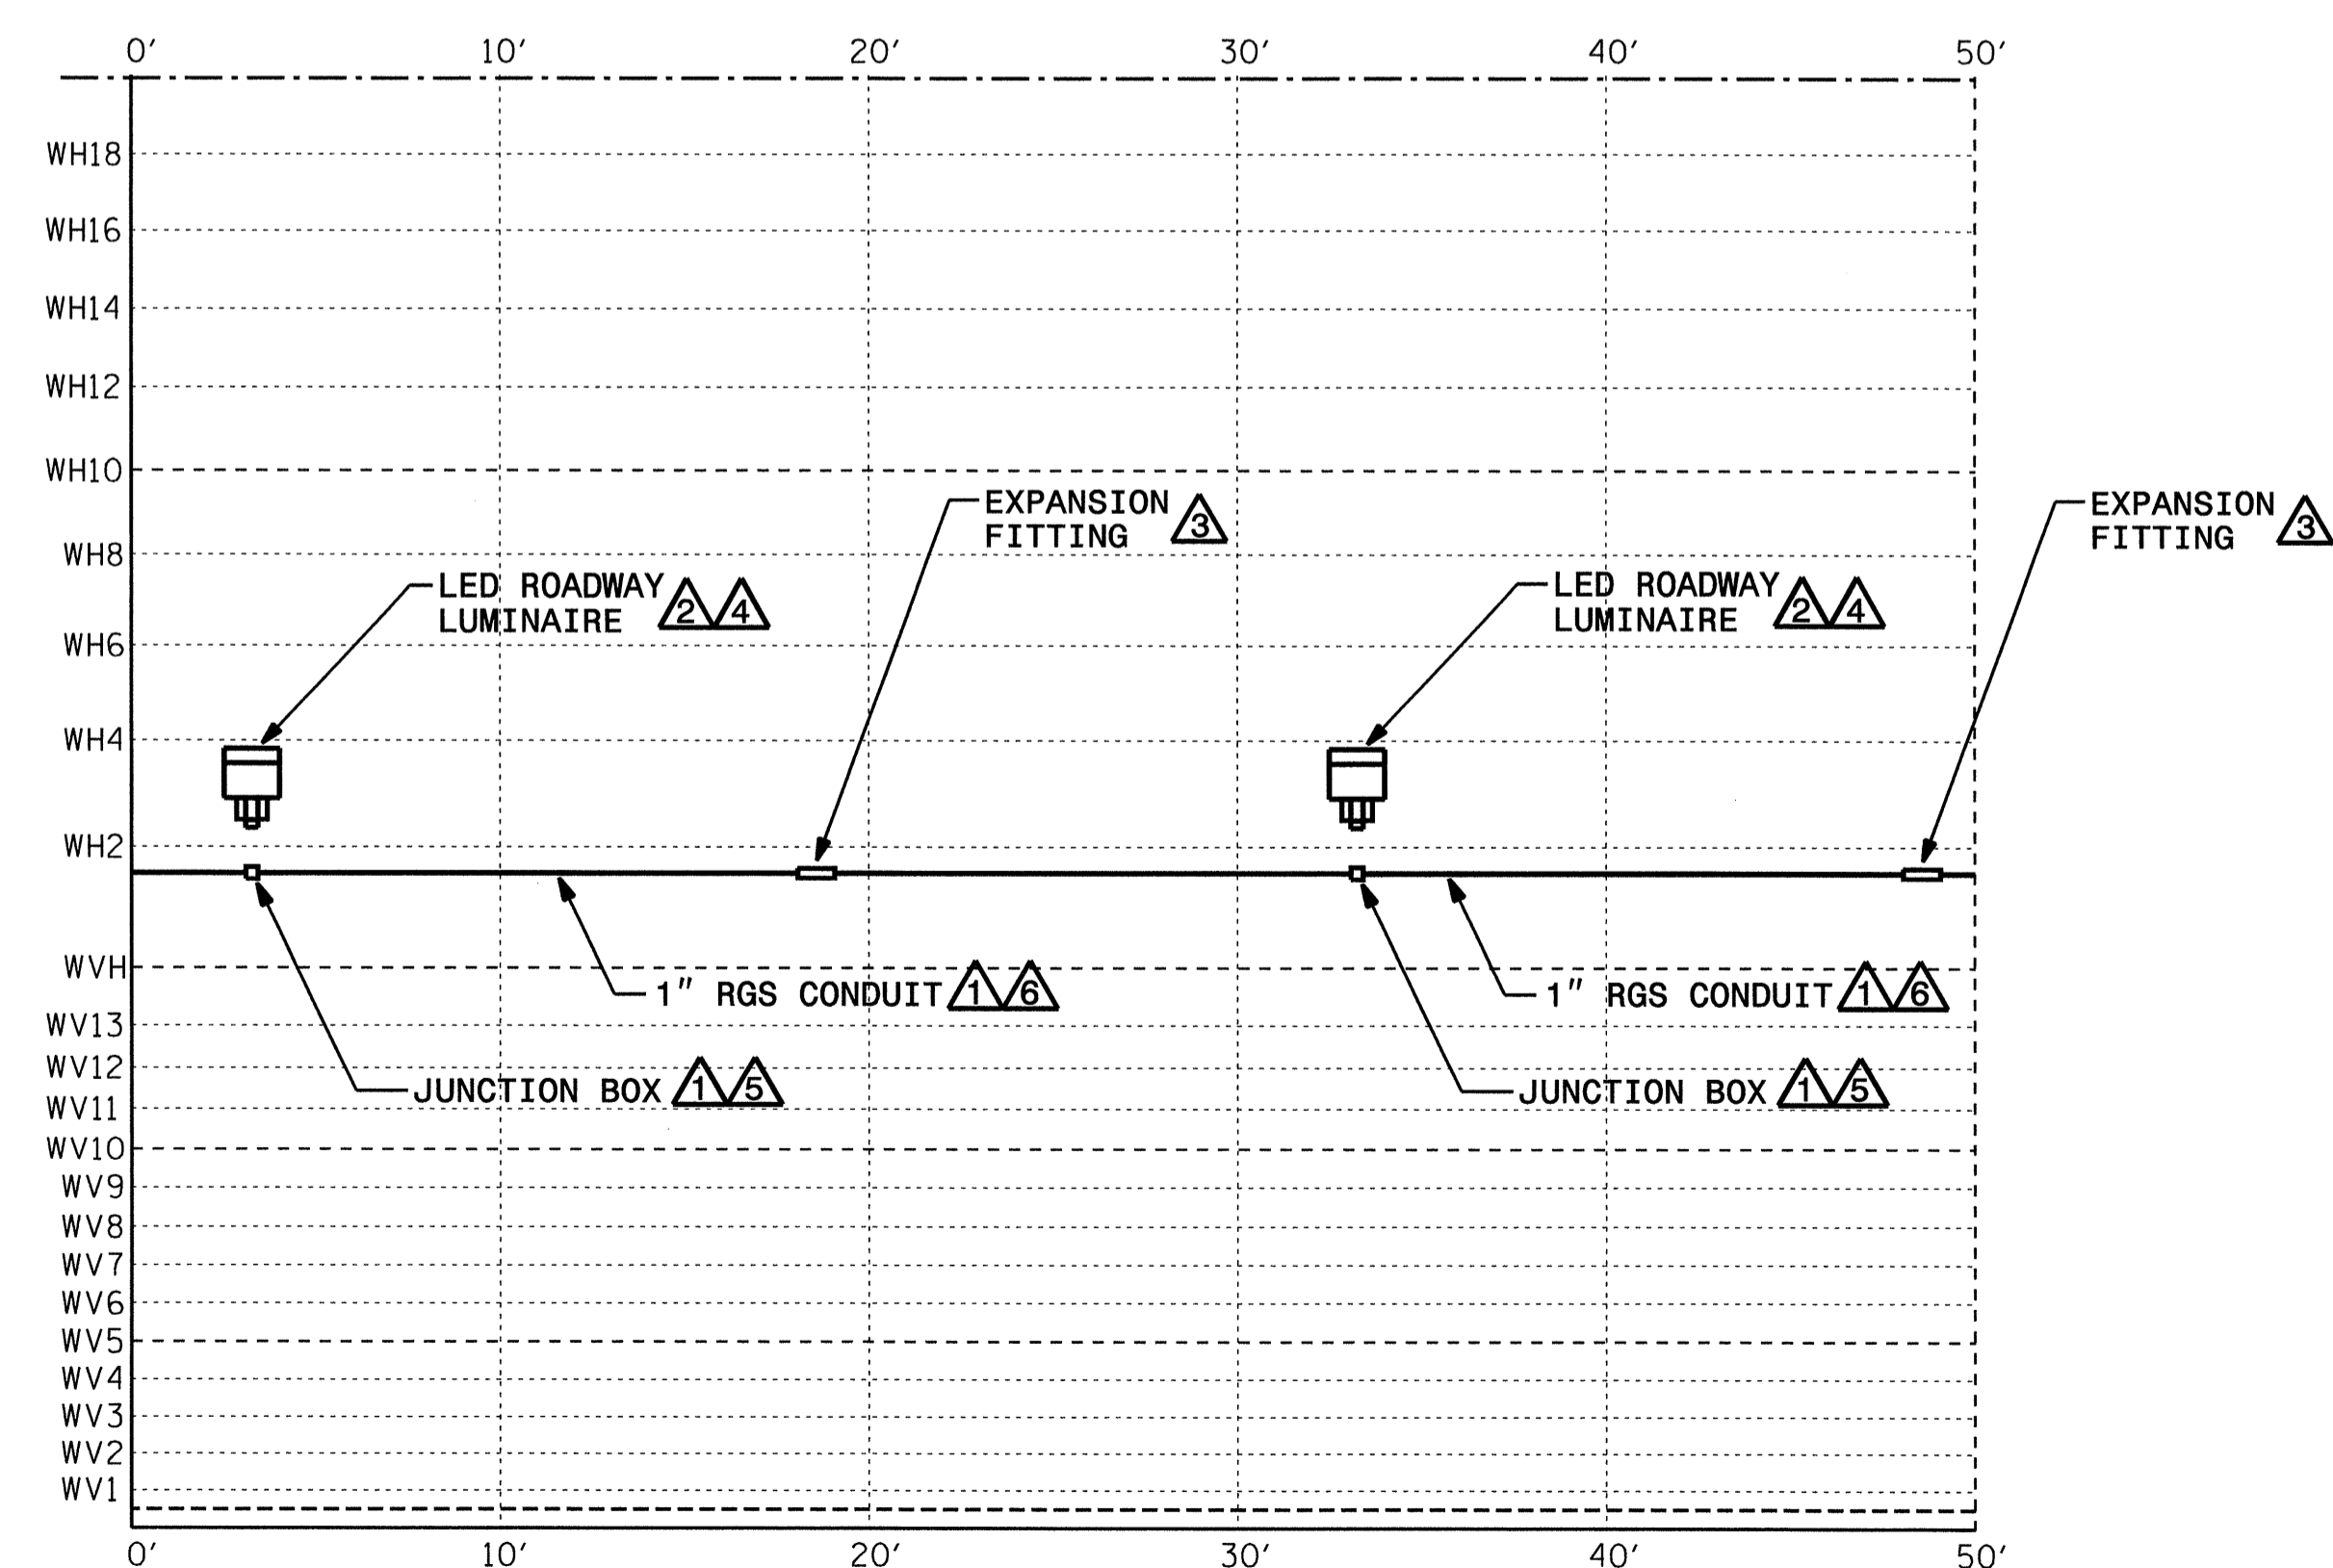 0' 10' 20' 30' 40' 50'
WH18
WH16
WH14
WH12
WH10
EXPANSION
FITTING 3
EXPANSION
FITTING 3
WH8
LED ROADWAY
LUMINAIRE 2 4
LED ROADWAY
LUMINAIRE 2 4
WH6
WH4
WH2
WVH
1" RGS CONDUIT 1 6
1" RGS CONDUIT 1 6
WV13
WV12
JUNCTION BOX 1 5
JUNCTION BOX 1 5
WV11
WV10
WV9
WV8
WV7
WV6
WV5
WV4
WV3
WV2
WV1
0' 10' 20' 30' 40' 50'